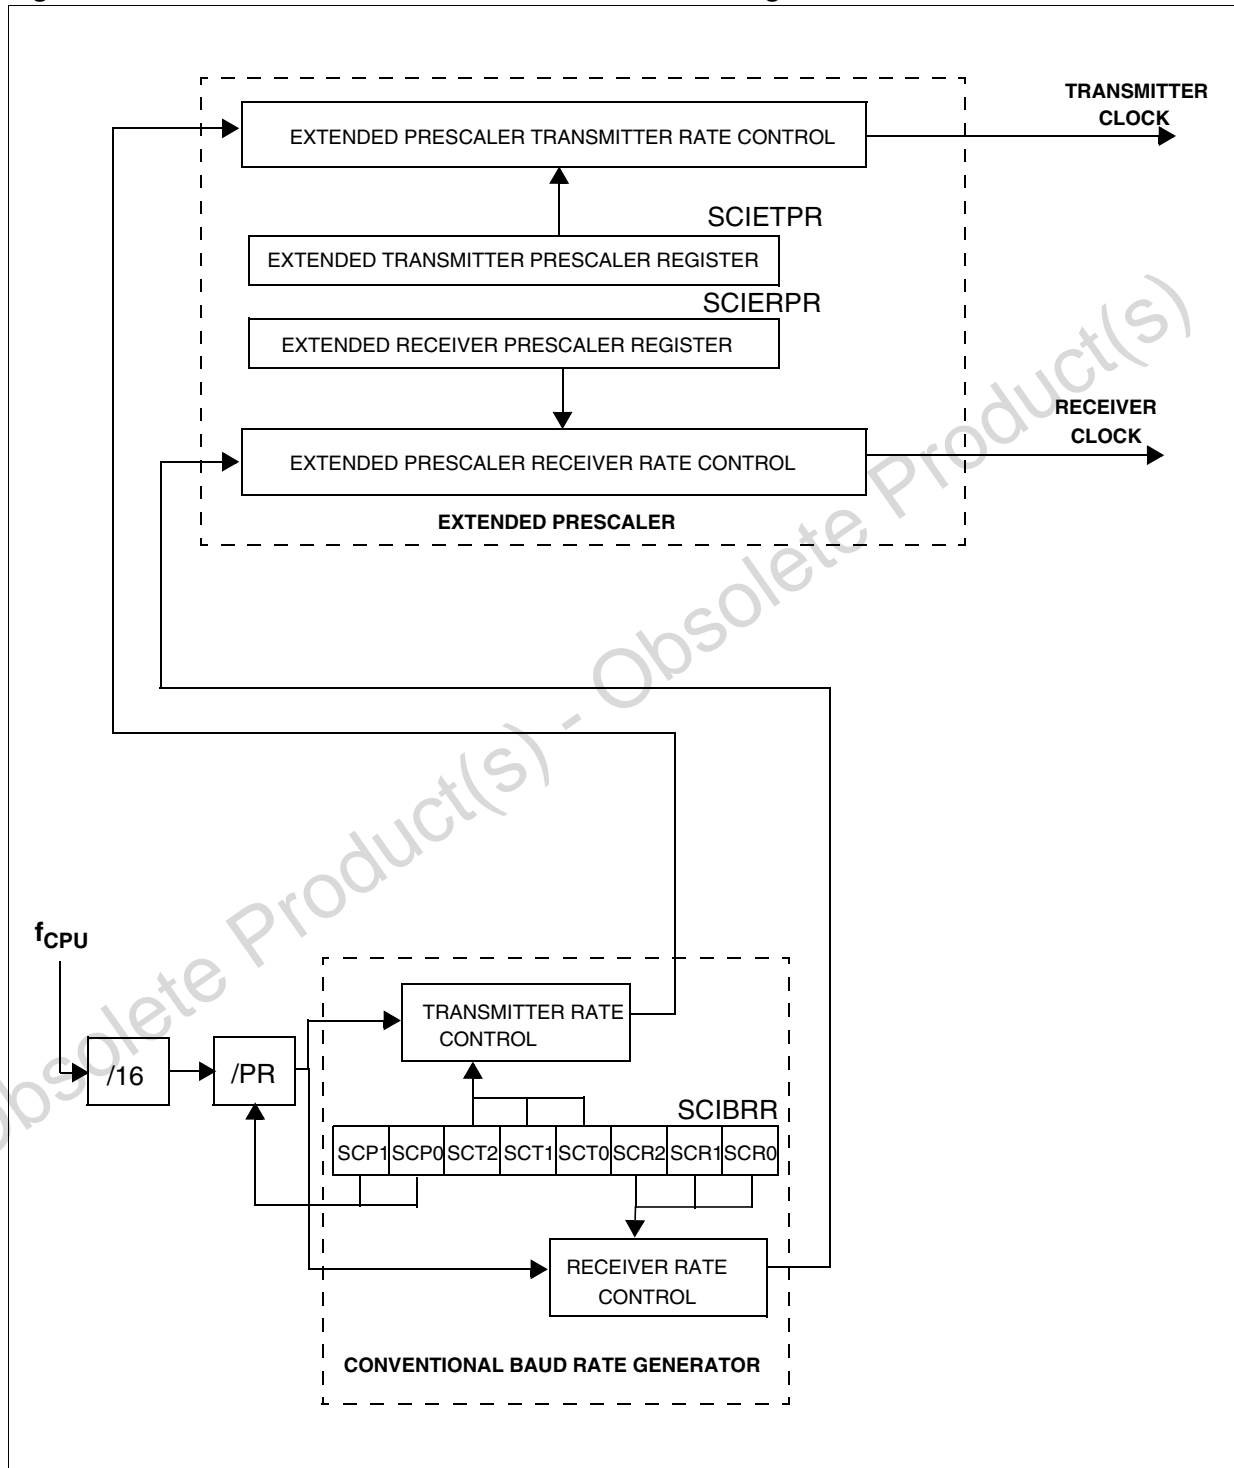 TRANSMITTER
CLOCK
EXTENDED PRESCALER TRANSMITTER RATE CONTROL
SCIETPR
EXTENDED TRANSMITTER PRESCALER REGISTER
SCIERPR
EXTENDED RECEIVER PRESCALER REGISTER
RECEIVER
CLOCK
EXTENDED PRESCALER RECEIVER RATE CONTROL
EXTENDED PRESCALER
fCPU
TRANSMITTER RATE
CONTROL
/16
/PR
SCIBRR
SCP1 SCP0 SCT2 SCT1 SCT0 SCR2 SCR1 SCR0
RECEIVER RATE
CONTROL
CONVENTIONAL BAUD RATE GENERATOR
Obsolete Product(s) - Obsolete Product(s)